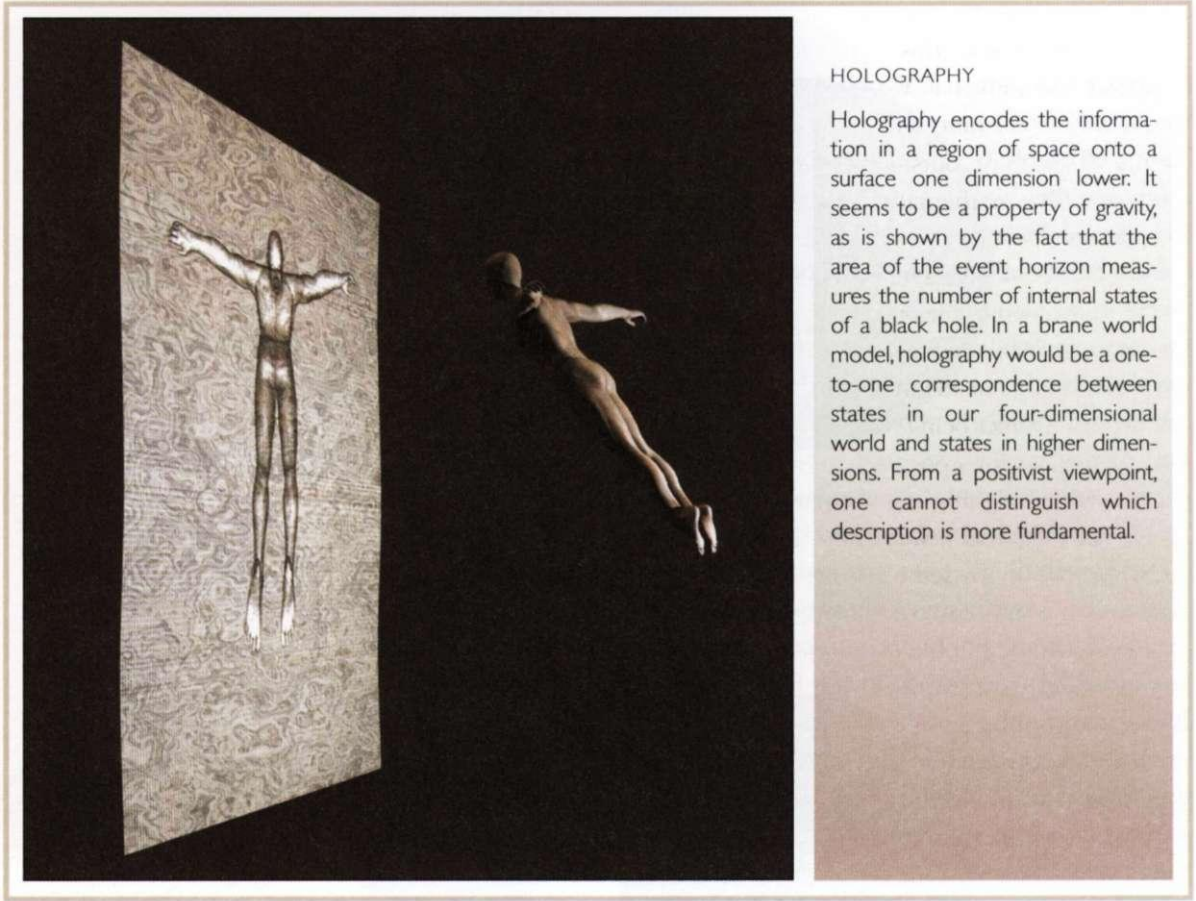 HOLOGRAPHY
Holography encodes the informa-
tion in a region of space onto a
surface one dimension lower. It
seems to be a property of gravity,
as is shown by the fact that the
area of the event horizon meas-
ures the number of internal states
of a black hole. In a brane world
model, holography would be a one-
to-one correspondence between
states in our four-dimensional
world and states in higher dimen-
sions. From a positivist viewpoint,
one cannot distinguish which
description is more fundamental.